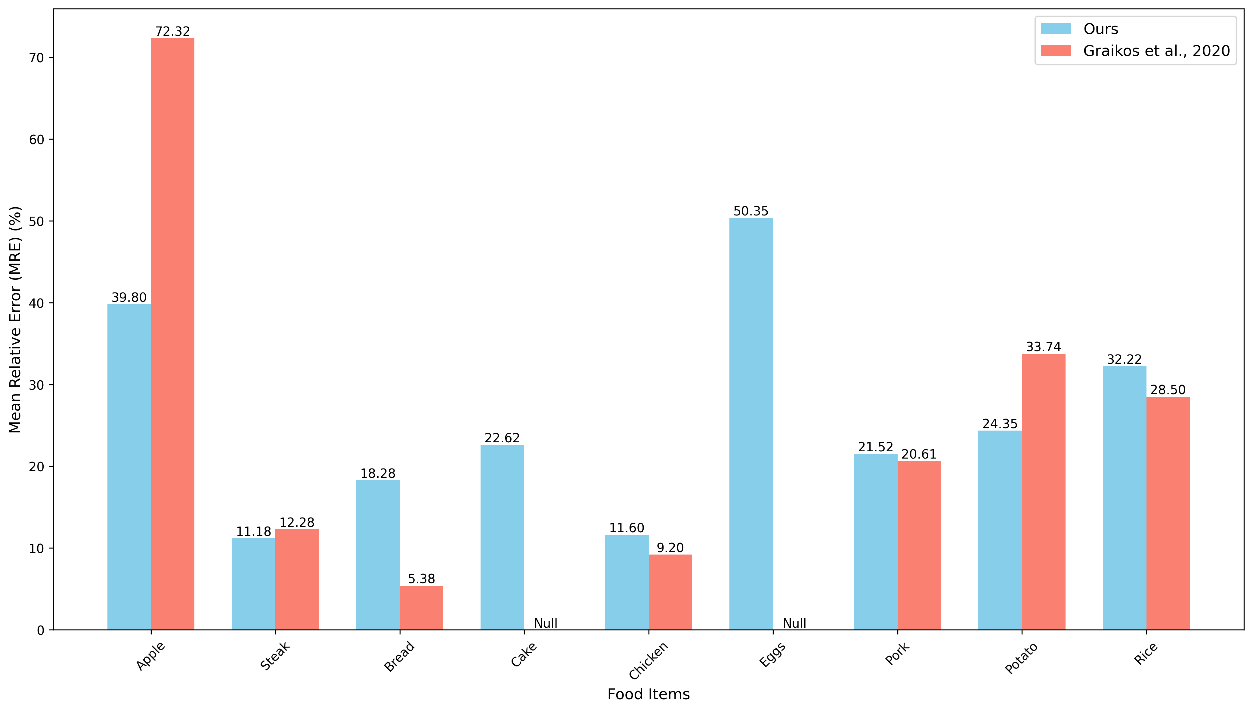 Ours
Graikos et al., 2020
Mean Relative Error (MRE) (%)
70
60
50
40
30
20
10
0
39.80
72.32
11.18
12.28
18.28
5.38
22.62
Null
11.60
9.20
50.35
Null
21.52
20.61
24.35
33.74
32.22
28.50
Apple
Steak
Bread
Cake
Chicken
Eggs
Pork
Potato
Rice
Food Items